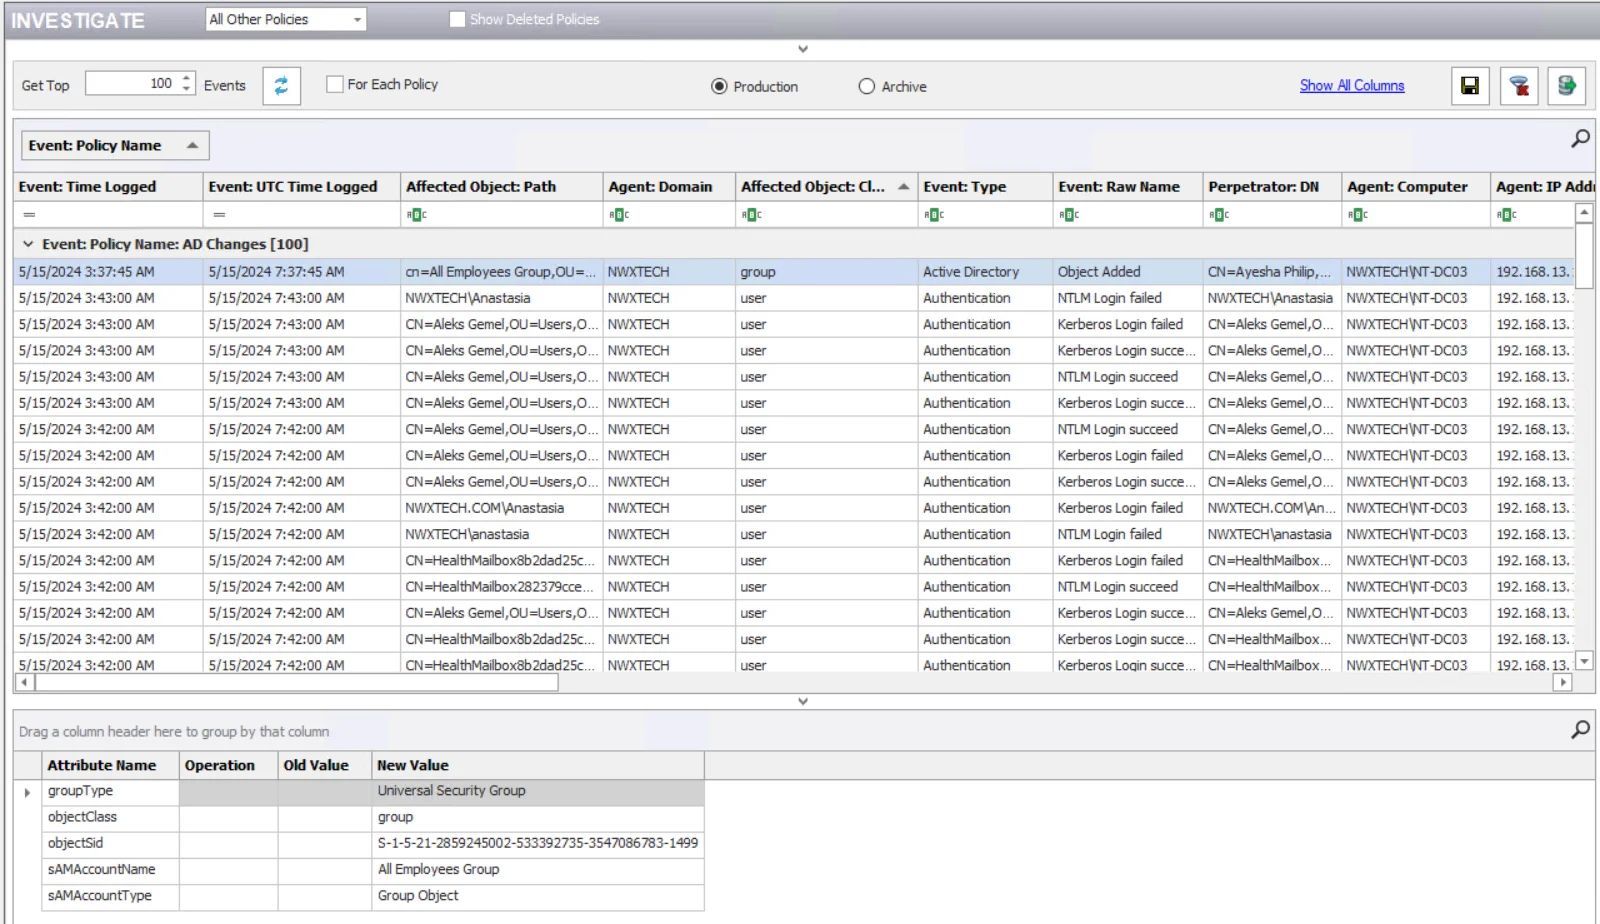 INVESTIGATE All Other Policies Show Deleted Policies
Get Top 100 Events For Each Policy Production Archive Show All Columns
Event: Policy Name
Event: Time Logged Event: UTC Time Logged Affected Object: Path Agent: Domain Affected Object: Cl... Event: Type Event: Raw Name Perpetrator: DN Agent: Computer Agent: IP Addr
= = ABC ABC ABC ABC ABC ABC ABC ABC
Event: Policy Name: AD Changes [100]
5/15/2024 3:37:45 AM 5/15/2024 7:37:45 AM cn=All Employees Group,OU=... NWXTECH group Active Directory Object Added CN=Ayesha Philip,... NWXTECH\NT-DC03 192.168.13.
5/15/2024 3:43:00 AM 5/15/2024 7:43:00 AM NWXTECH\Anastasia NWXTECH user Authentication NTLM Login failed NWXTECH\Anastasia NWXTECH\NT-DC03 192.168.13.
5/15/2024 3:43:00 AM 5/15/2024 7:43:00 AM CN=Aleks Gemel,OU=Users,O... NWXTECH user Authentication Kerberos Login failed CN=Aleks Gemel,O... NWXTECH\NT-DC03 192.168.13.
5/15/2024 3:43:00 AM 5/15/2024 7:43:00 AM CN=Aleks Gemel,OU=Users,O... NWXTECH user Authentication Kerberos Login succe... CN=Aleks Gemel,O... NWXTECH\NT-DC03 192.168.13.
5/15/2024 3:43:00 AM 5/15/2024 7:43:00 AM CN=Aleks Gemel,OU=Users,O... NWXTECH user Authentication NTLM Login succeed CN=Aleks Gemel,O... NWXTECH\NT-DC03 192.168.13.
5/15/2024 3:43:00 AM 5/15/2024 7:43:00 AM CN=Aleks Gemel,OU=Users,O... NWXTECH user Authentication Kerberos Login succe... CN=Aleks Gemel,O... NWXTECH\NT-DC03 192.168.13.
5/15/2024 3:42:00 AM 5/15/2024 7:42:00 AM CN=Aleks Gemel,OU=Users,O... NWXTECH user Authentication NTLM Login succeed CN=Aleks Gemel,O... NWXTECH\NT-DC03 192.168.13.
5/15/2024 3:42:00 AM 5/15/2024 7:42:00 AM CN=Aleks Gemel,OU=Users,O... NWXTECH user Authentication Kerberos Login failed CN=Aleks Gemel,O... NWXTECH\NT-DC03 192.168.13.
5/15/2024 3:42:00 AM 5/15/2024 7:42:00 AM CN=Aleks Gemel,OU=Users,O... NWXTECH user Authentication Kerberos Login succe... CN=Aleks Gemel,O... NWXTECH\NT-DC03 192.168.13.
5/15/2024 3:42:00 AM 5/15/2024 7:42:00 AM NWXTECH.COM\Anastasia NWXTECH user Authentication Kerberos Login failed NWXTECH.COM\An... NWXTECH\NT-DC03 192.168.13.
5/15/2024 3:42:00 AM 5/15/2024 7:42:00 AM NWXTECH\anastasia NWXTECH user Authentication NTLM Login failed NWXTECH\anastasia NWXTECH\NT-DC03 192.168.13.
5/15/2024 3:42:00 AM 5/15/2024 7:42:00 AM CN=HealthMailbox8b2dad25c... NWXTECH user Authentication Kerberos Login failed CN=HealthMailbox... NWXTECH\NT-DC03 192.168.13.
5/15/2024 3:42:00 AM 5/15/2024 7:42:00 AM CN=HealthMailbox282379cce... NWXTECH user Authentication NTLM Login succeed CN=HealthMailbox... NWXTECH\NT-DC03 192.168.13.
5/15/2024 3:42:00 AM 5/15/2024 7:42:00 AM CN=Aleks Gemel,OU=Users,O... NWXTECH user Authentication Kerberos Login succe... CN=Aleks Gemel,O... NWXTECH\NT-DC03 192.168.13.
5/15/2024 3:42:00 AM 5/15/2024 7:42:00 AM CN=HealthMailbox8b2dad25c... NWXTECH user Authentication Kerberos Login succe... CN=HealthMailbox... NWXTECH\NT-DC03 192.168.13.
5/15/2024 3:42:00 AM 5/15/2024 7:42:00 AM CN=HealthMailbox8b2dad25c... NWXTECH user Authentication Kerberos Login succe... CN=HealthMailbox... NWXTECH\NT-DC03 192.168.13.
Drag a column header here to group by that column
Attribute Name Operation Old Value New Value
groupType Universal Security Group
objectClass group
objectSid S-1-5-21-2859245002-533392735-3547086783-1499
sAMAccountName All Employees Group
sAMAccountType Group Object